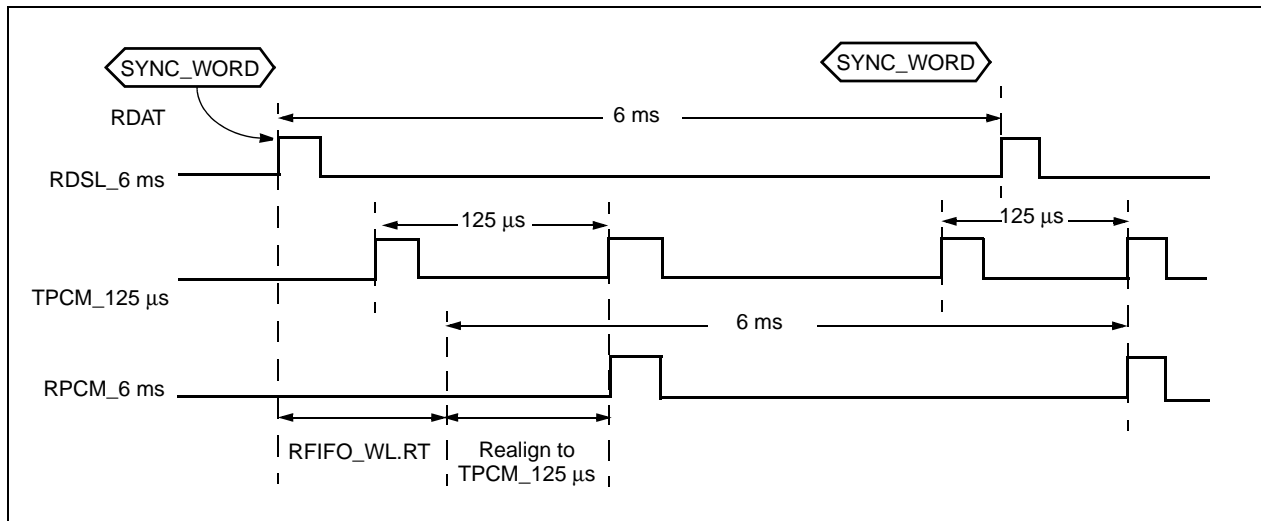 SYNC_WORD
SYNC_WORD
RDAT
6 ms
RDSL_6 ms
125 μs
125 μs
TPCM_125 μs
6 ms
RPCM_6 ms
RFIFO_WL.RT
Realign to
TPCM_125 μs